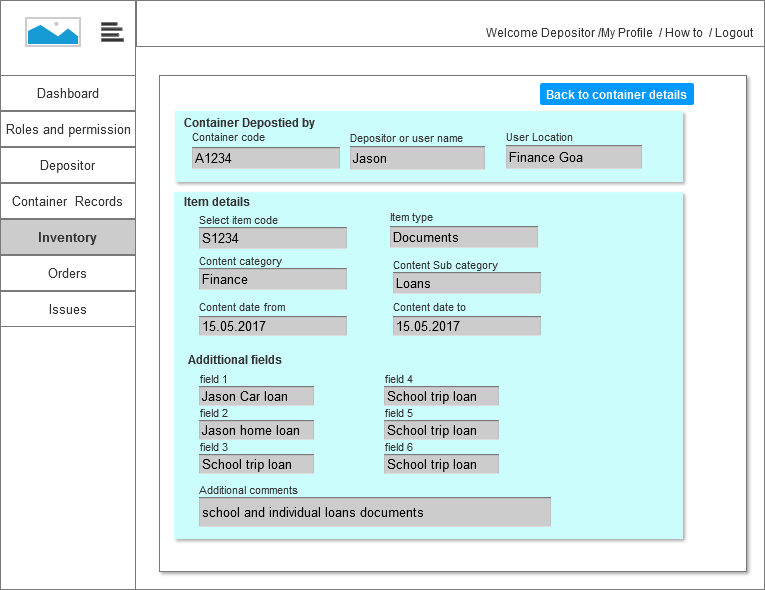 Welcome Depositor /My Profile / How to / Logout
Dashboard
Roles and permission
Depositor
Container Records
Inventory
Orders
Issues
Back to container details
Container Depostied by
Container code
Depositor or user name
User Location
A1234
Jason
Finance Goa
Item details
Select item code
Item type
S1234
Documents
Content category
Content Sub category
Finance
Loans
Content date from
Content date to
15.05.2017
15.05.2017
Additional fields
field 1
field 4
Jason Car loan
School trip loan
field 2
field 5
Jason home loan
School trip loan
field 3
field 6
School trip loan
School trip loan
Additional comments
school and individual loans documents